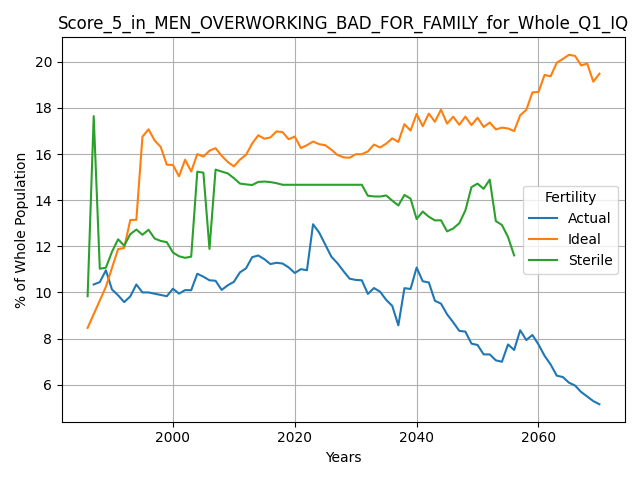 Score_5_in_MEN_OVERWORKING_BAD_FOR_FAMILY_for_Whole_Q1_IQ
% of Whole Population
20
18
16
14
12
10
8
6
Fertility
Actual
Ideal
Sterile
2000
2020
2040
2060
Years